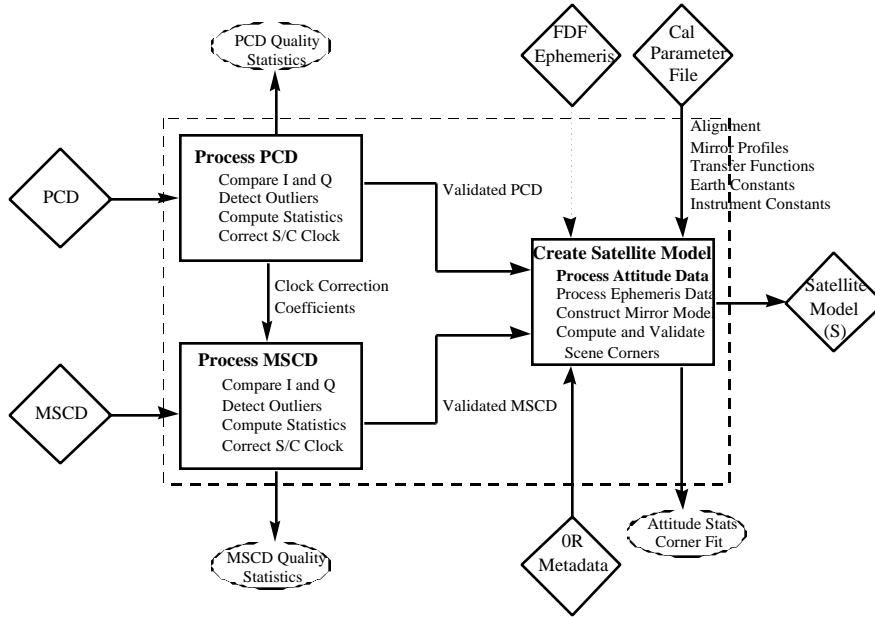 PCD Quality
Statistics
FDF
Ephemeris
Cal
Parameter
File
Alignment
Mirror Profiles
Transfer Functions
Earth Constants
Instrument Constants
PCD
Process PCD
Compare I and Q
Detect Outliers
Compute Statistics
Correct S/C Clock
Validated PCD
Clock Correction
Coefficients
Create Satellite Model
Process Attitude Data
Process Ephemeris Data
Construct Mirror Model
Compute and Validate
Scene Corners
Satellite
Model
(S)
MSCD
Process MSCD
Compare I and Q
Detect Outliers
Compute Statistics
Correct S/C Clock
Validated MSCD
MSCD Quality
Statistics
0R
Metadata
Attitude Stats
Corner Fit